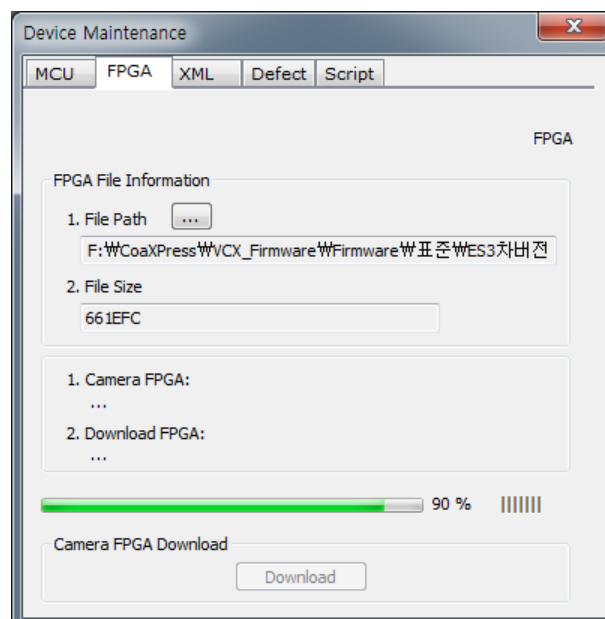 Device Maintenance
MCU FPGA XML Defect Script
FPGA
FPGA File Information
1. File Path ...
F:₩CoaXPress₩VCX_Firmware₩Firmware₩표준₩ES3차버전
2. File Size
661EFC
1. Camera FPGA:
...
2. Download FPGA:
...
90 %
Camera FPGA Download
Download